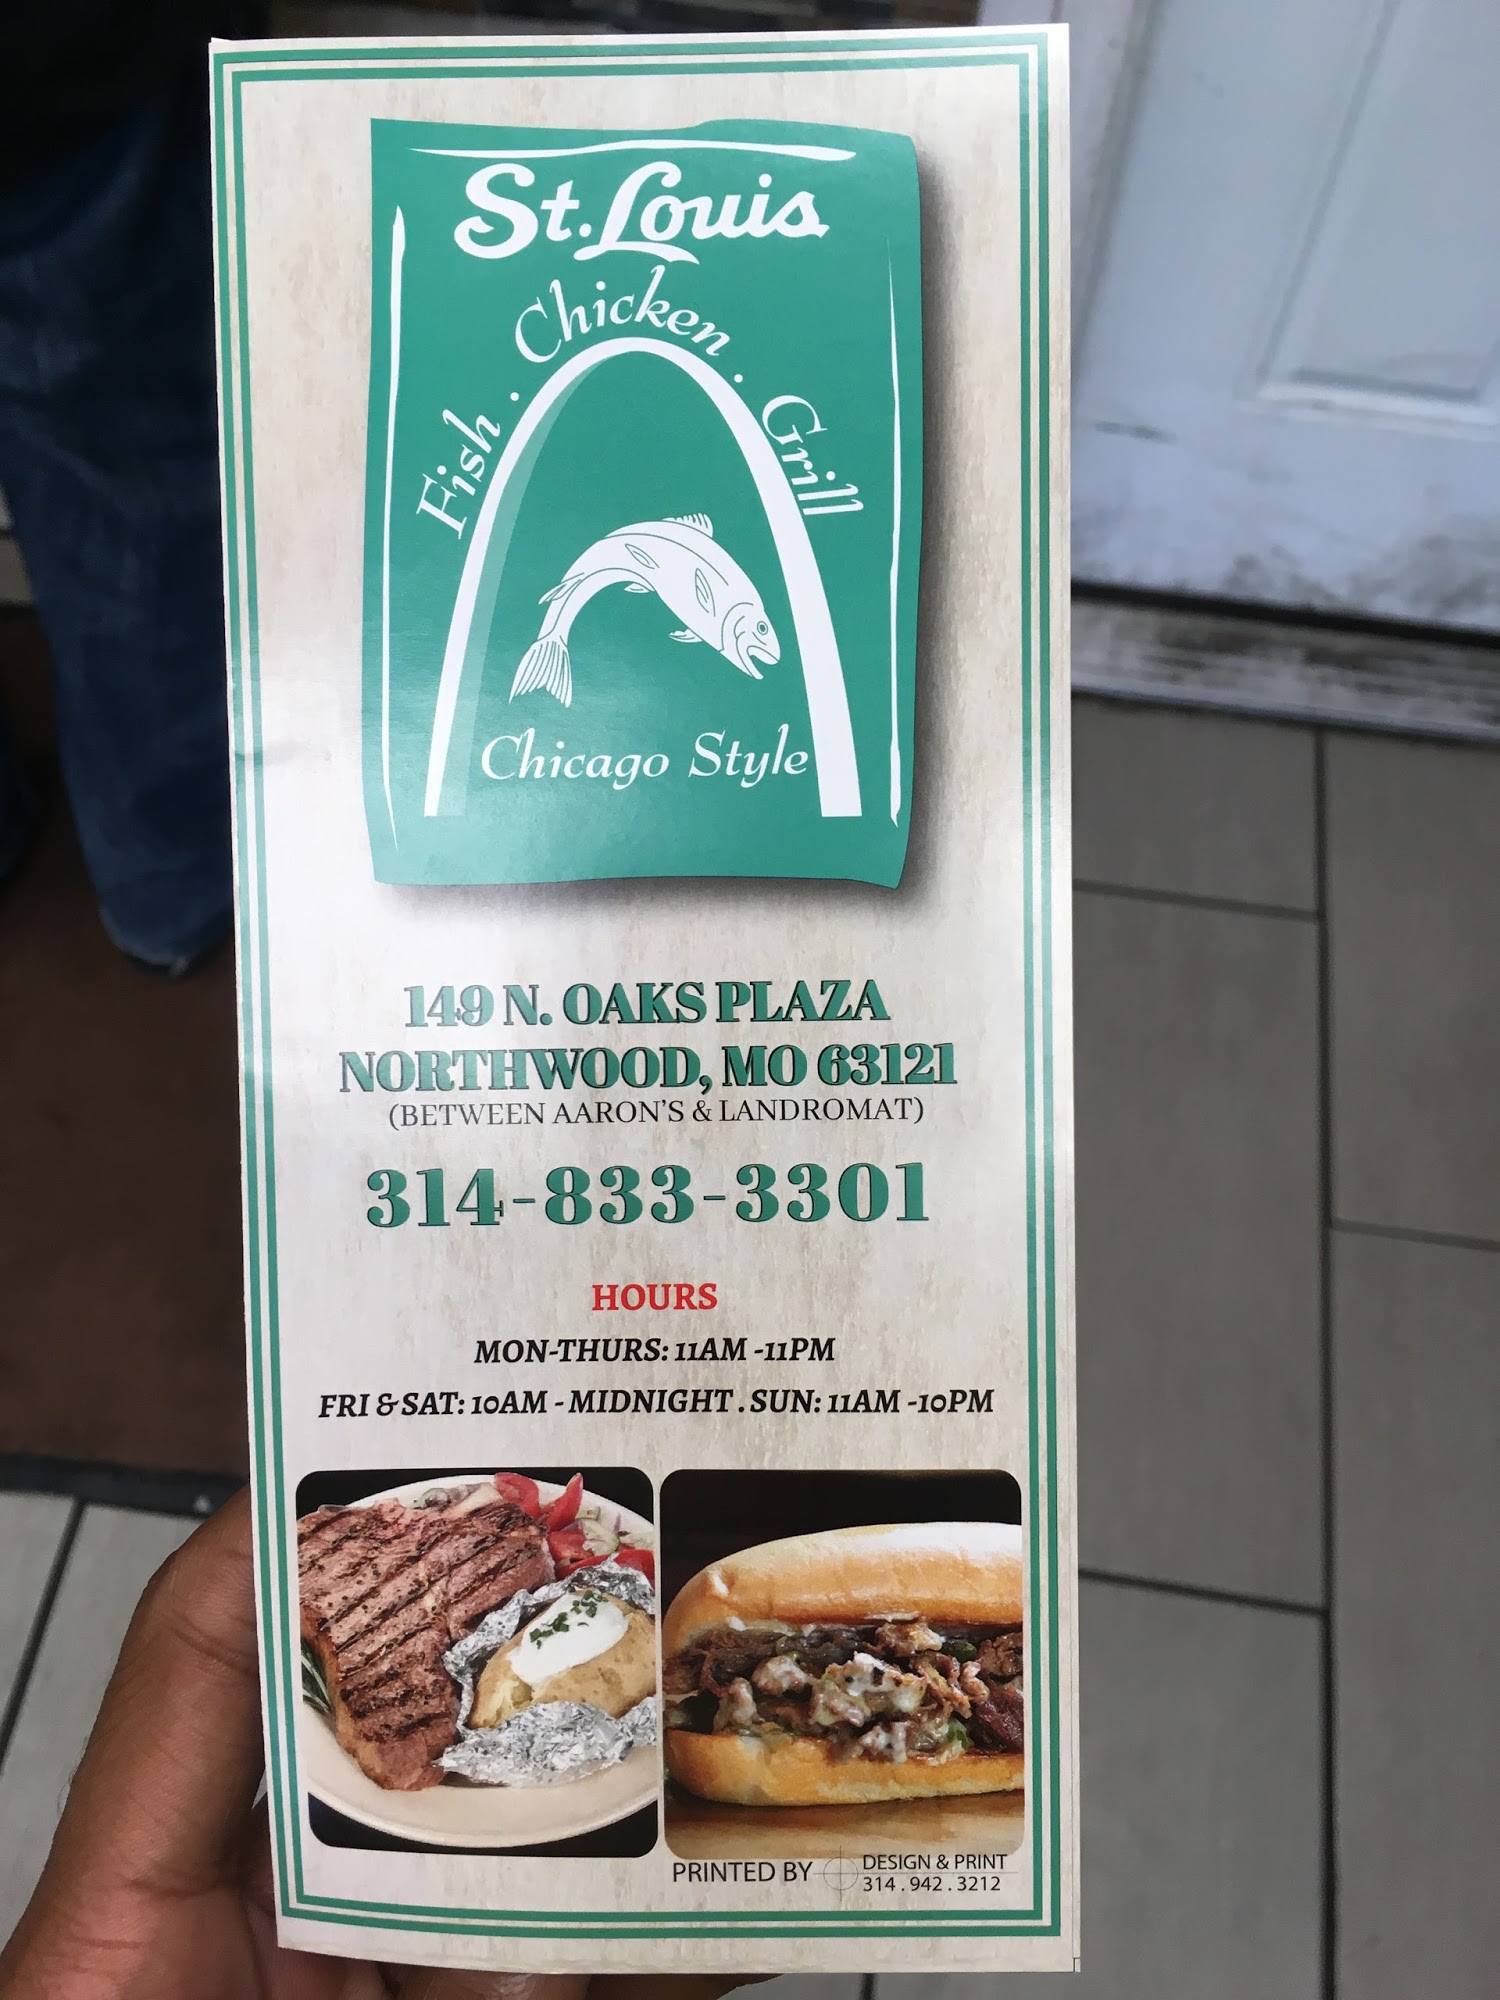 St. Louis
Fish . Chicken . Grill
Chicago Style
149 N. OAKS PLAZA
NORTHWOOD, MO 63121
(BETWEEN AARON'S & LANDROMAT)
314-833-3301
HOURS
MON-THURS: 11AM -11PM
FRI & SAT: 10AM - MIDNIGHT . SUN: 11AM -10PM
PRINTED BY
DESIGN & PRINT
314 . 942 . 3212